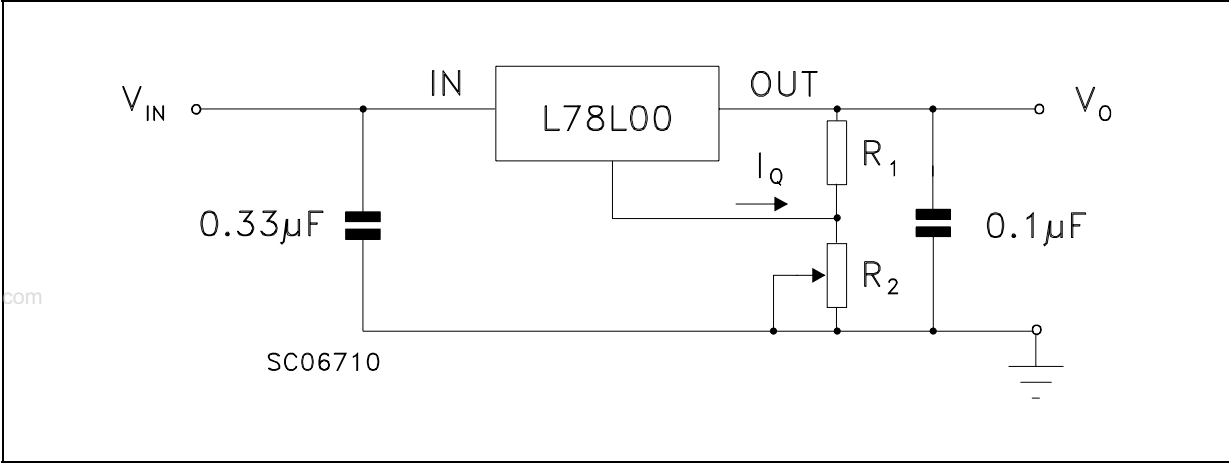 V_IN
IN
L78L00
OUT
V_O
R_1
I_Q
0.33µF
0.1µF
R_2
com
SC06710